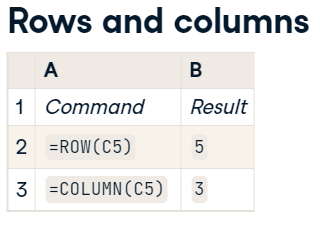 Rows and columns
A B
1 Command Result
2 =ROW(C5) 5
3 =COLUMN(C5) 3